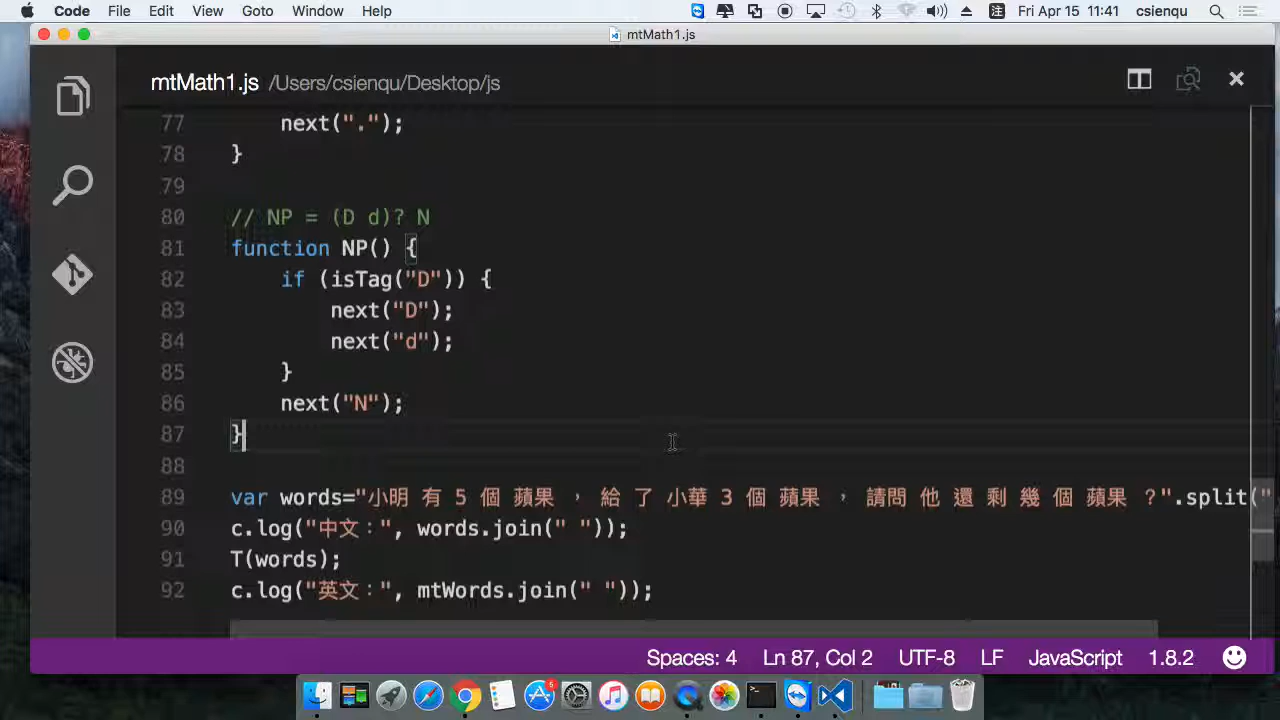 Code File Edit View Goto Window Help 注 Fri Apr 15 11:41 csienqu
mtMath1.js
mtMath1.js /Users/csienqu/Desktop/js
77 next(".");
78 }
79
80 // NP = (D d)? N
81 function NP() {
82 if (isTag("D")) {
83 next("D");
84 next("d");
85 }
86 next("N");
87 }
88
89 var words="小明 有 5 個 蘋果 , 給 了 小華 3 個 蘋果 , 請問 他 還 剩 幾 個 蘋果 ?".split("
90 c.log("中文:", words.join(" "));
91 T(words);
92 c.log("英文:", mtWords.join(" "));
Spaces: 4 Ln 87, Col 2 UTF-8 LF JavaScript 1.8.2
6